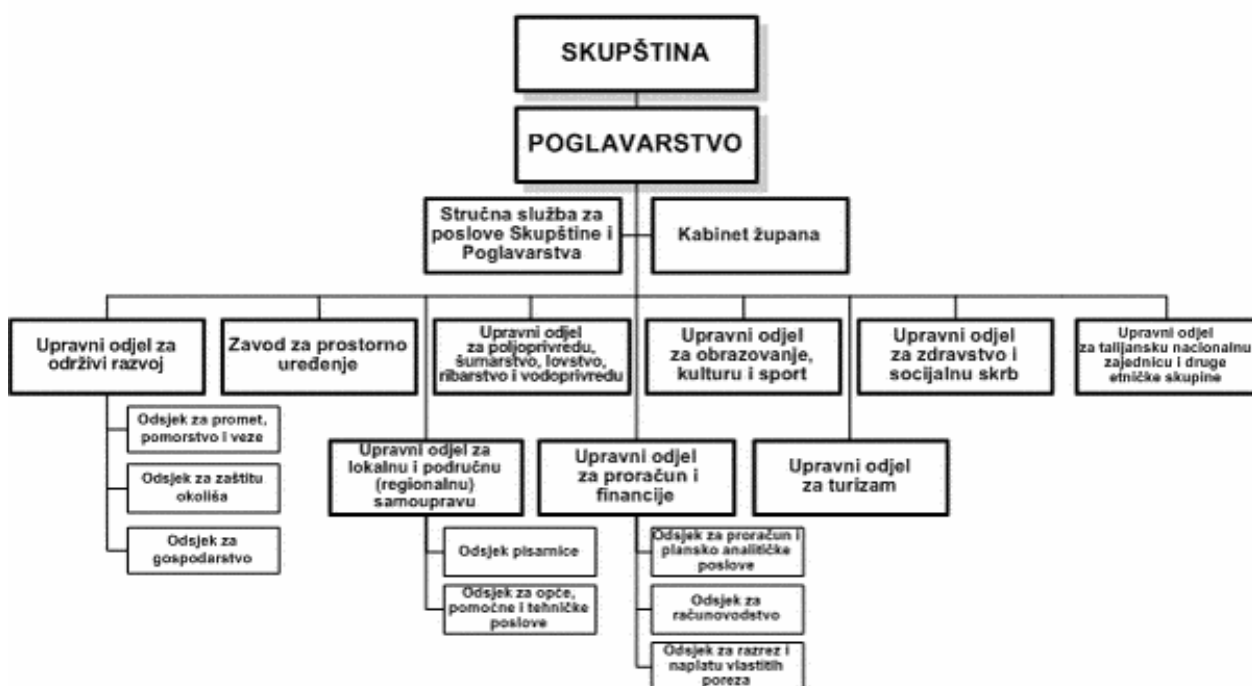 SKUPŠTINA
POGLAVARSTVO
Stručna služba za
poslove Skupštine i
Poglavarstva
Kabinet župana
Upravni odjel za
održivi razvoj
Zavod za prostorno
uređenje
Upravni odjel
za poljoprivredu,
šumarstvo, lovstvo,
ribarstvo i vodoprivredu
Upravni odjel
za obrazovanje,
kulturu i sport
Upravni odjel
za zdravstvo i
socijalnu skrb
Upravni odjel
za talijansku nacionalnu
zajednicu i druge
etničke skupine
Odsjek za promet,
pomorstvo i veze
Odsjek za zaštitu
okoliša
Odsjek za
gospodarstvo
Upravni odjel za
lokalnu i područnu
(regionalnu)
samoupravu
Upravni odjel
za proračun i
financije
Upravni odjel
za turizam
Odsjek pisarnice
Odsjek za opće,
pomoćne i tehničke
poslove
Odsjek za proračun i
plansko analitičke
poslove
Odsjek za
računovodstvo
Odsjek za razrez i
naplatu vlastitih
poreza